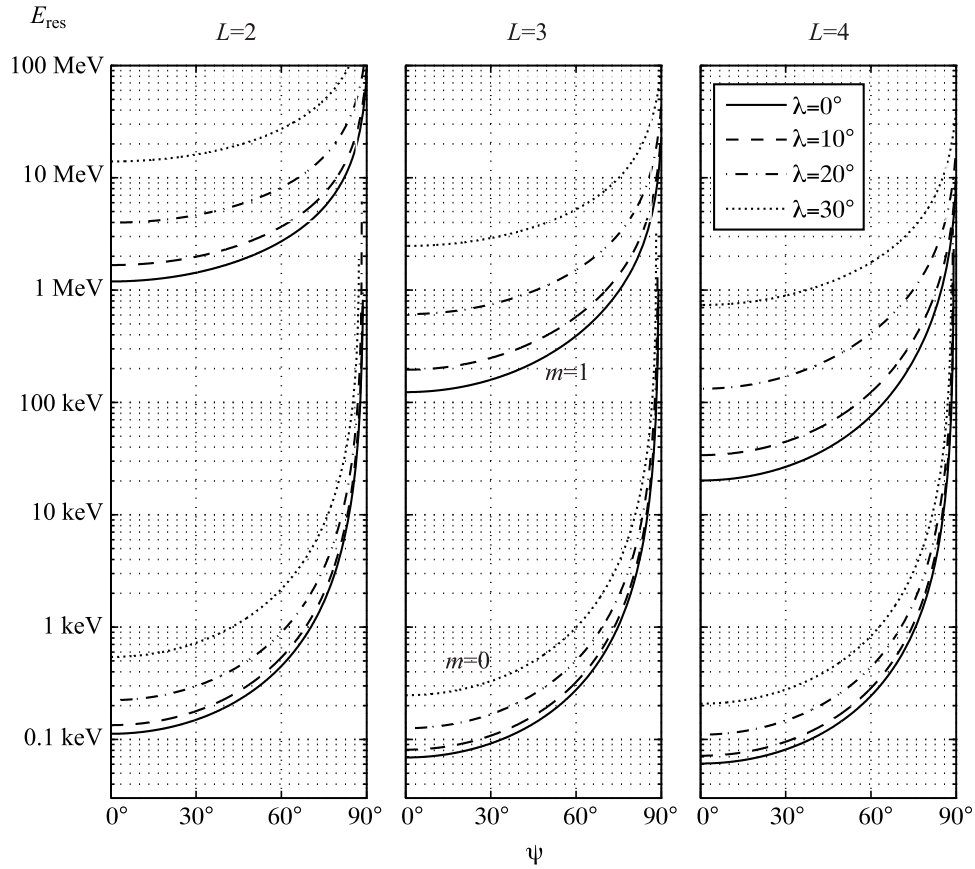 E_res
L=2
L=3
L=4
100 MeV
10 MeV
1 MeV
100 keV
10 keV
1 keV
0.1 keV
λ=0°
λ=10°
λ=20°
λ=30°
m=1
m=0
0° 30° 60° 90°
0° 30° 60° 90°
0° 30° 60° 90°
ψ